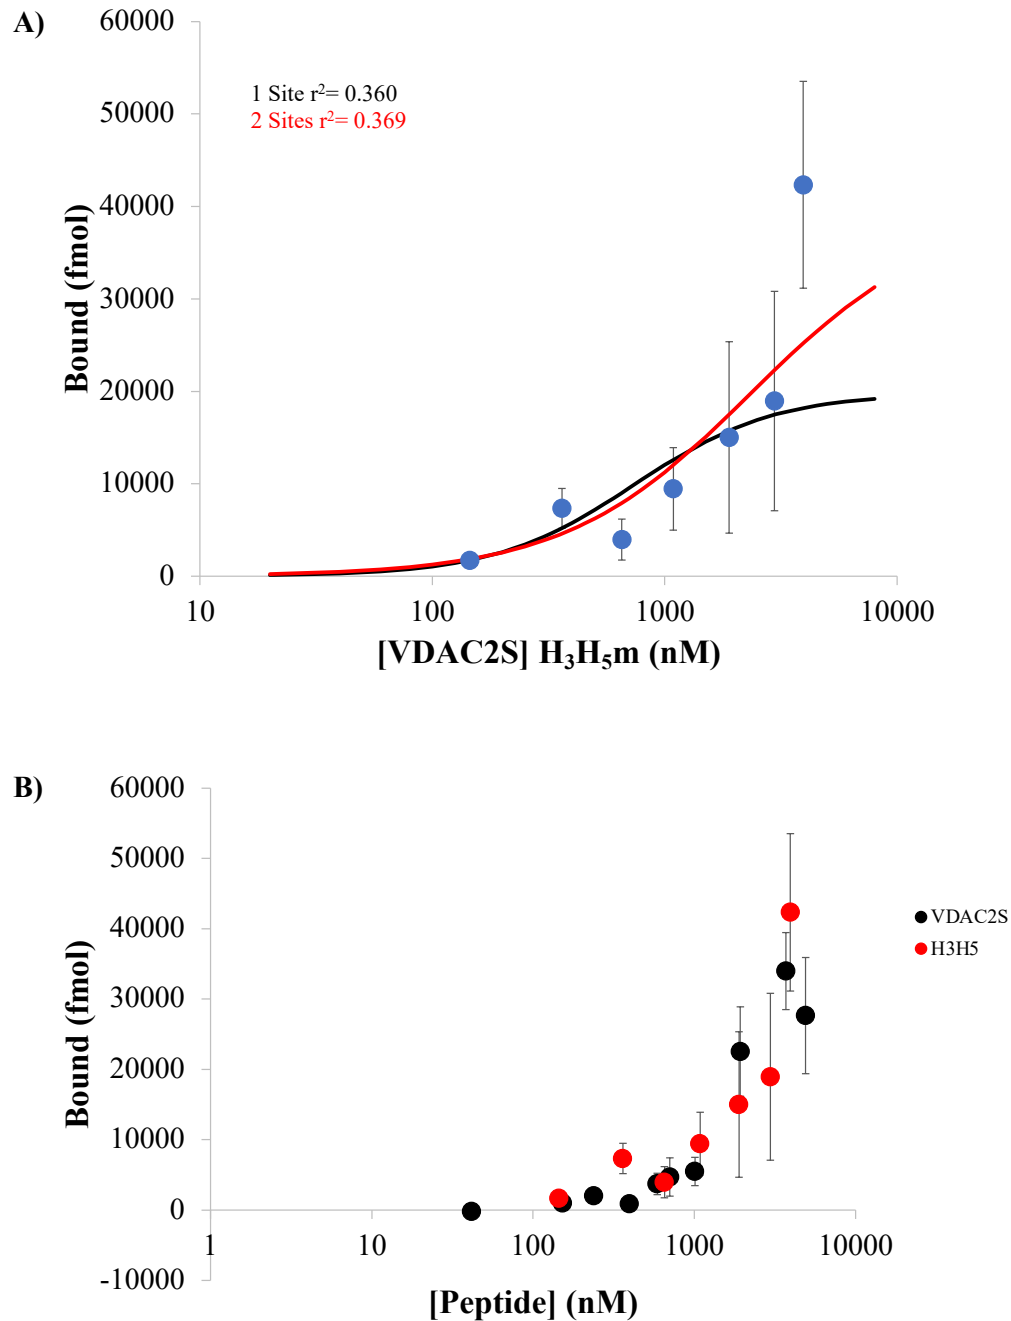 A)
60000
50000
40000
30000
20000
10000
0
1 Site r²= 0.360
2 Sites r²= 0.369
Bound (fmol)
10 100 1000 10000
[VDAC2S] H₃H₅m (nM)
B)
60000
50000
40000
30000
20000
10000
0
-10000
Bound (fmol)
1 10 100 1000 10000
VDAC2S
H3H5
[Peptide] (nM)